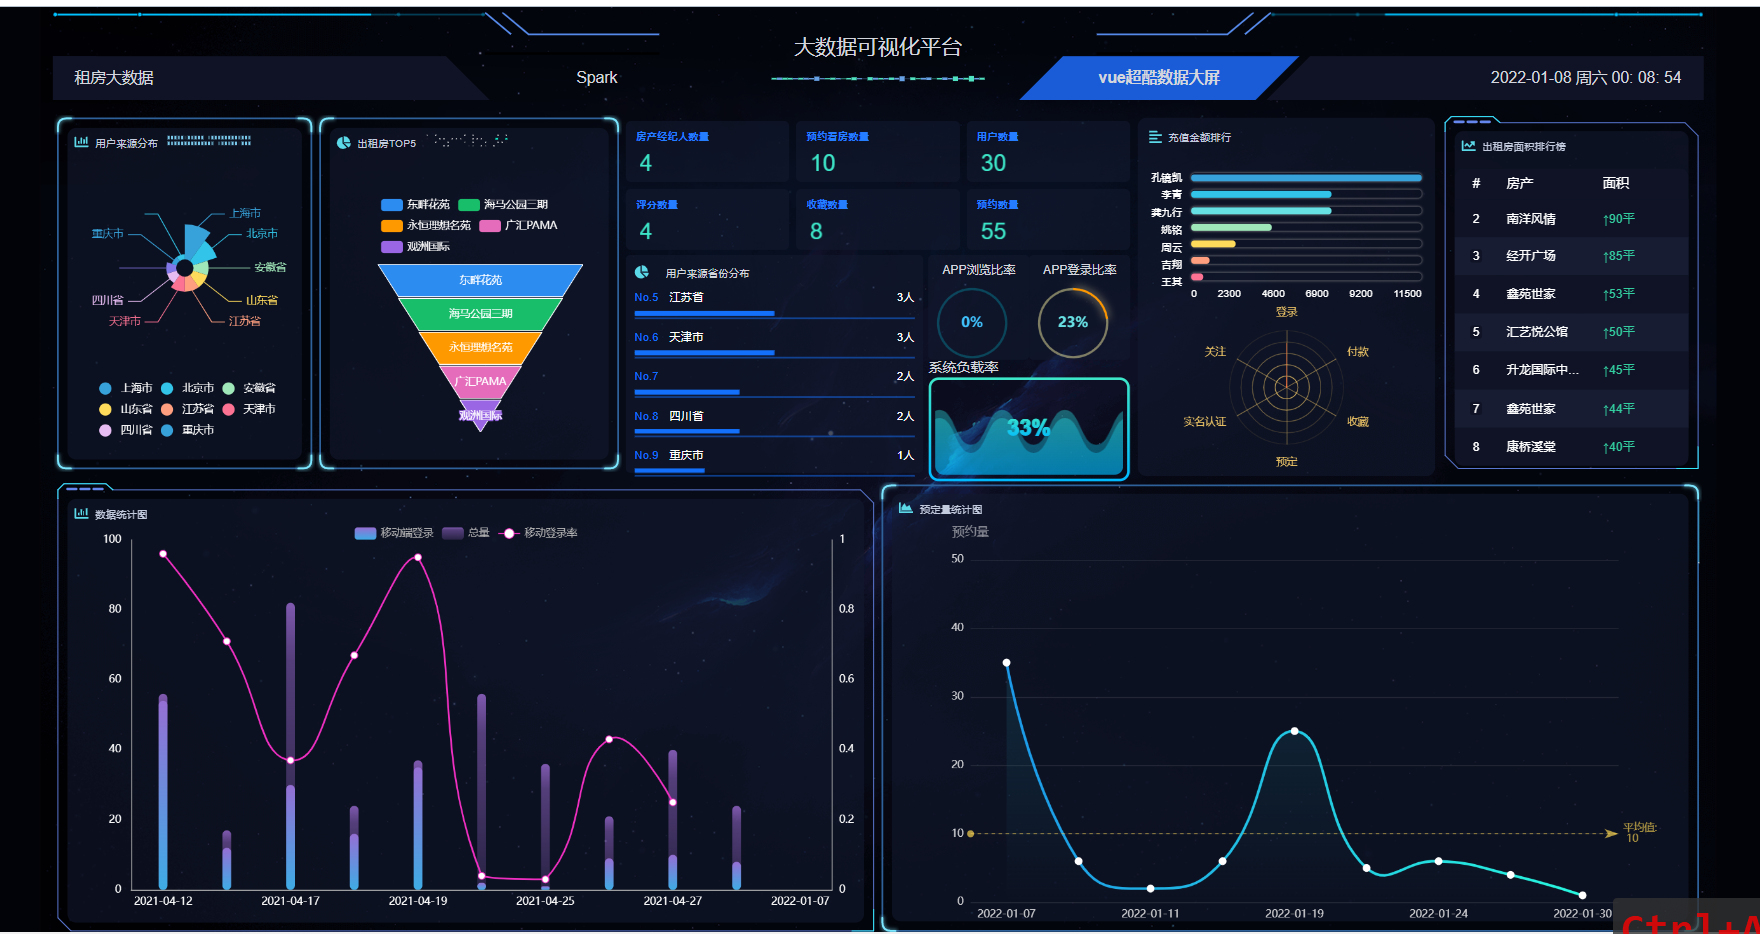 大数据可视化平台
租房大数据
Spark
vue超酷数据大屏
2022-01-08 周六 00: 08: 54
用户来源分布
上海市
重庆市
北京市
安徽省
四川省
山东省
天津市
江苏省
上海市 北京市 安徽省
山东省 江苏省 天津市
四川省 重庆市
出租房TOP5
东畔花苑 海马公园三期
永恒理想名苑 广汇PAMA
观洲国际
东畔花苑
海马公园三期
永恒理想名苑
广汇PAMA
观洲国际
房产经纪人数量
4
预约看房数量
10
用户数量
30
评分数量
4
收藏数量
8
预约数量
55
用户来源省份分布
No.5 江苏省 3人
No.6 天津市 3人
No.7 2人
No.8 四川省 2人
No.9 重庆市 1人
APP浏览比率
0%
APP登录比率
23%
系统负载率
33%
充值金额排行
孔镜凯
李青
龚九行
姚铭
周云
吉翔
王其
0 2300 4600 6900 9200 11500
登录
关注
付款
实名认证
收藏
预定
出租房面积排行榜
# 房产 面积
2 南洋风情 ↑90平
3 经开广场 ↑85平
4 鑫苑世家 ↑53平
5 汇艺悦公馆 ↑50平
6 升龙国际中... ↑45平
7 鑫苑世家 ↑44平
8 康桥溪棠 ↑40平
数据统计图
移动端登录 总量 移动登录率
100
80
60
40
20
0
1
0.8
0.6
0.4
0.2
0
2021-04-12 2021-04-17 2021-04-19 2021-04-25 2021-04-27 2022-01-07
预定量统计图
预约量
50
40
30
20
10
0
平均值:
10
2022-01-07 2022-01-11 2022-01-19 2022-01-24 2022-01-30
Ctrl+A